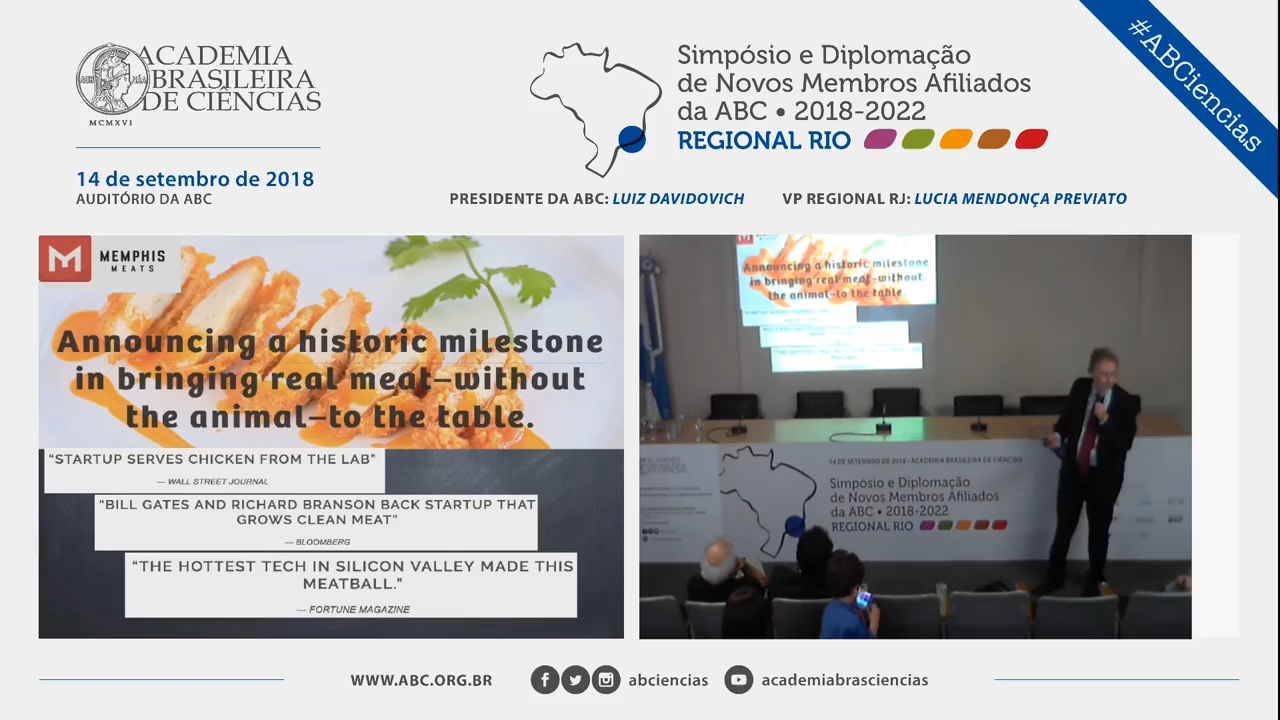 ACADEMIA
BRASILEIRA
DE CIÊNCIAS
MCMXVI
14 de setembro de 2018
AUDITÓRIO DA ABC
Simpósio e Diplomação
de Novos Membros Afiliados
da ABC • 2018-2022
REGIONAL RIO
PRESIDENTE DA ABC: LUIZ DAVIDOVICH
VP REGIONAL RJ: LUCIA MENDONÇA PREVIATO
#ABCiencias
M
MEMPHIS
MEATS
Announcing a historic milestone
in bringing real meat—without
the animal—to the table.
“STARTUP SERVES CHICKEN FROM THE LAB”
— WALL STREET JOURNAL
“BILL GATES AND RICHARD BRANSON BACK STARTUP THAT
GROWS CLEAN MEAT”
— BLOOMBERG
“THE HOTTEST TECH IN SILICON VALLEY MADE THIS
MEATBALL.”
— FORTUNE MAGAZINE
M
MEATS
Announcing a historic milestone
in bringing real meat—without
the animal—to the table.
14 DE SETEMBRO DE 2018 • ACADEMIA BRASILEIRA DE CIÊNCIAS
Simpósio e Diplomação
de Novos Membros Afiliados
da ABC • 2018-2022
REGIONAL RIO
WWW.ABC.ORG.BR
abciencias
academiabrasciencias